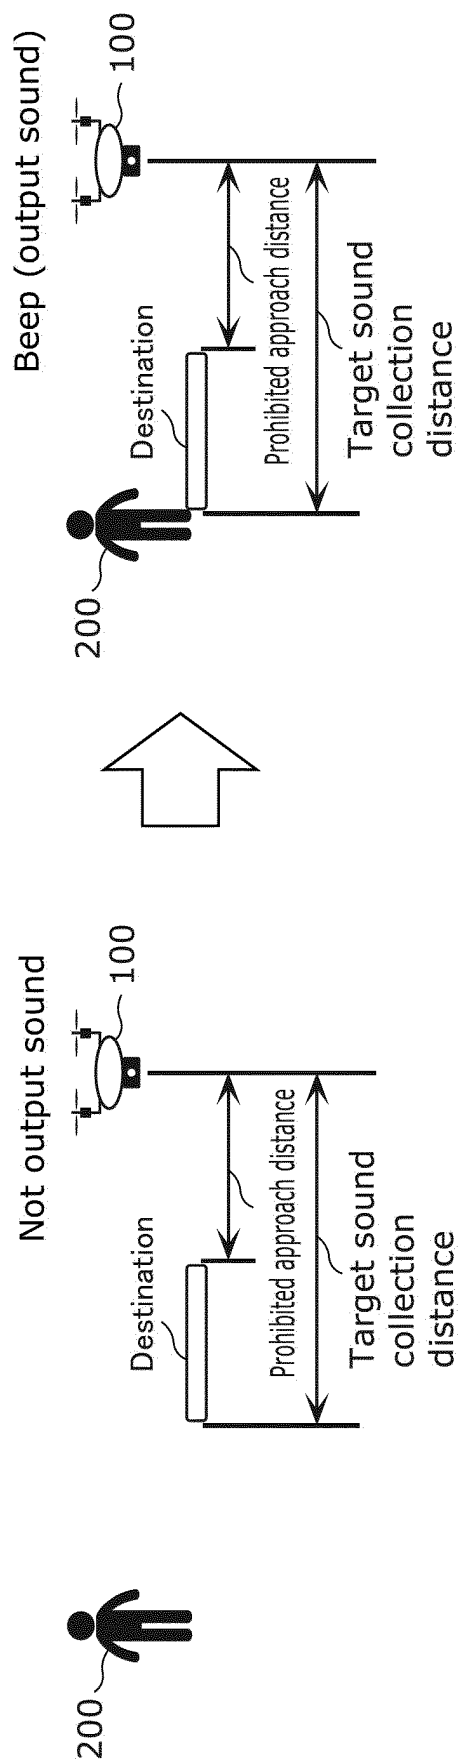 Not output sound
200
100
Destination
Prohibited approach distance
Target sound
collection
distance
Beep (output sound)
200
100
Destination
Prohibited approach distance
Target sound
collection
distance